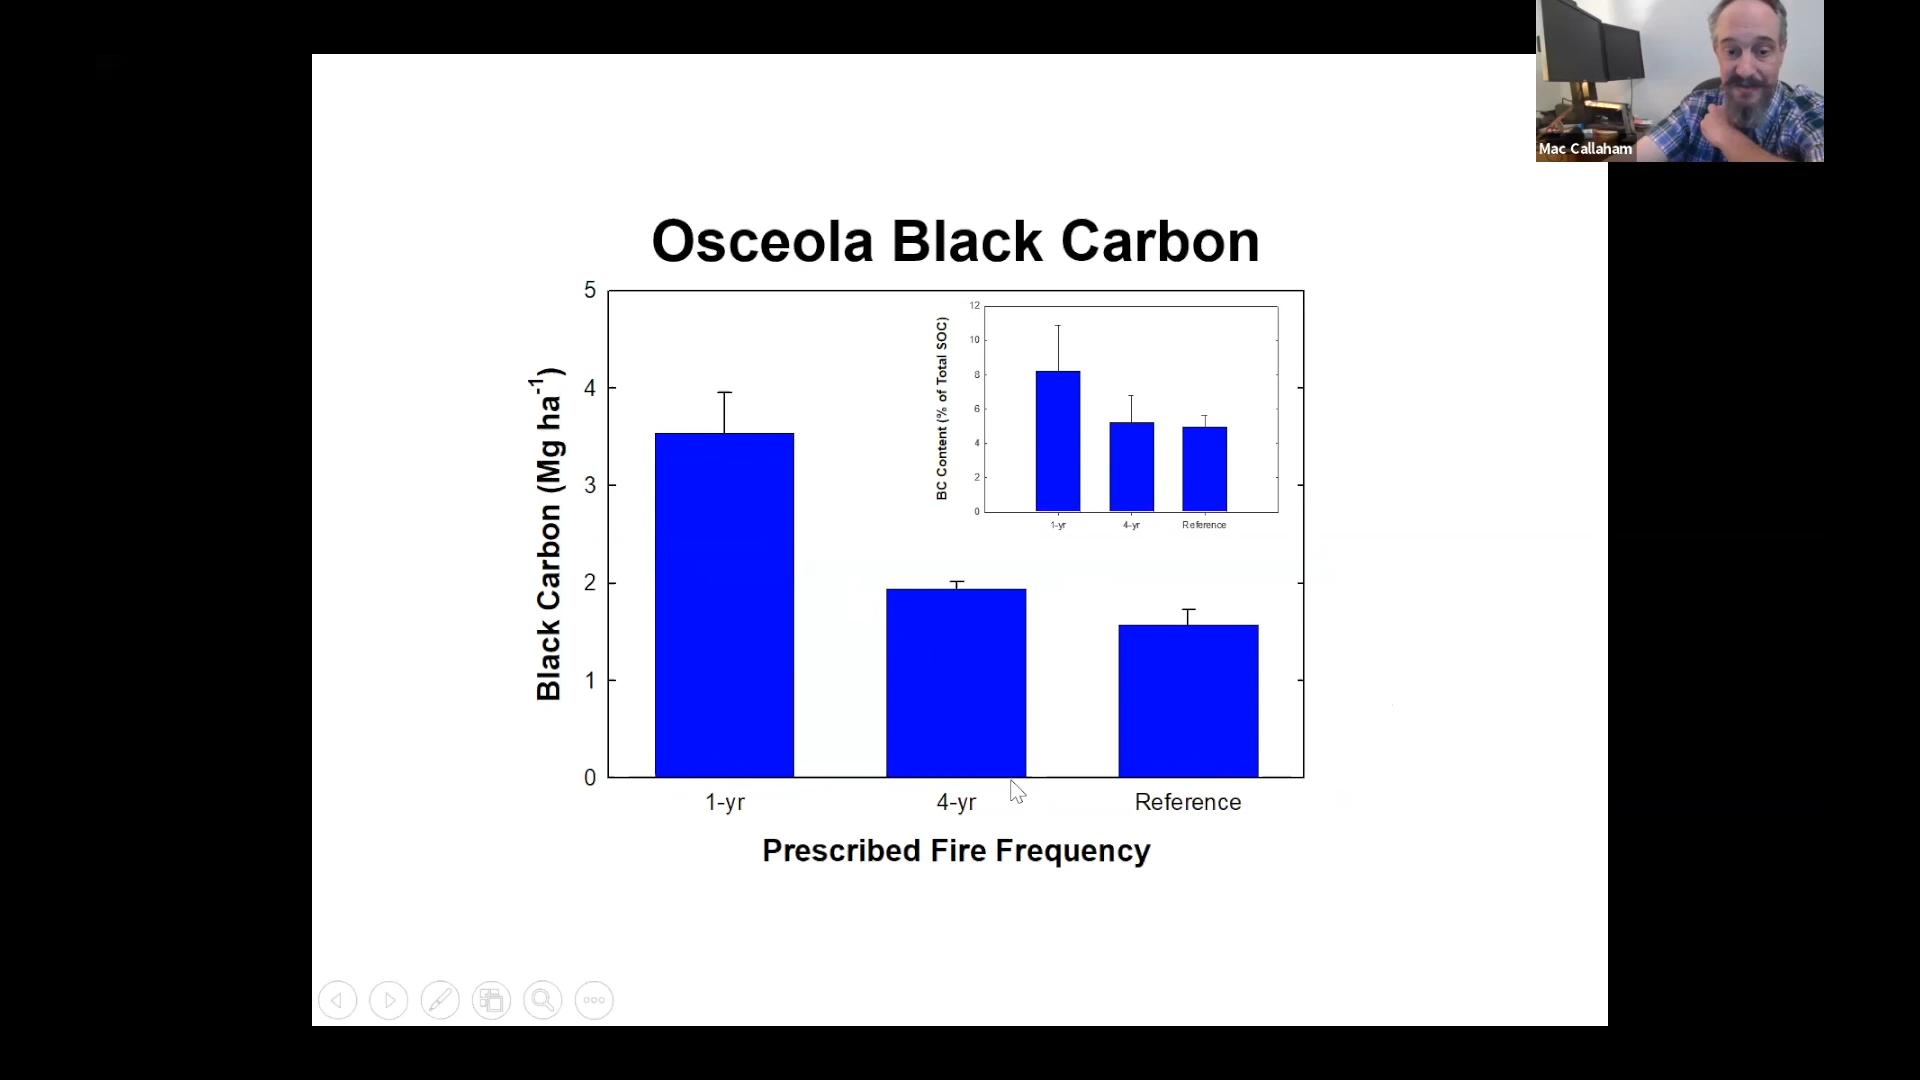 Mac Callaham
Osceola Black Carbon
Black Carbon (Mg ha-1)
5
4
3
2
1
0
BC Content (% of Total SOC)
12
10
8
6
4
2
0
1-yr 4-yr Reference
1-yr 4-yr Reference
Prescribed Fire Frequency